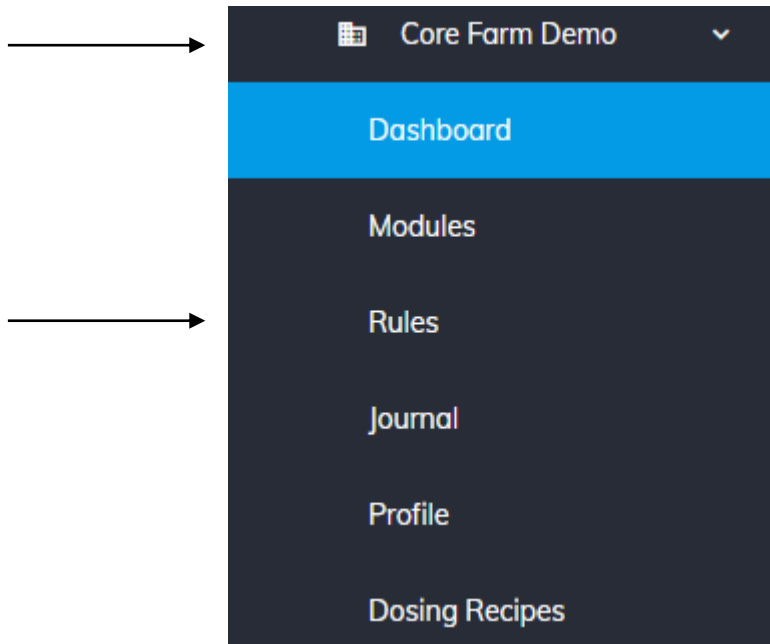 Core Farm Demo
Dashboard
Modules
Rules
Journal
Profile
Dosing Recipes